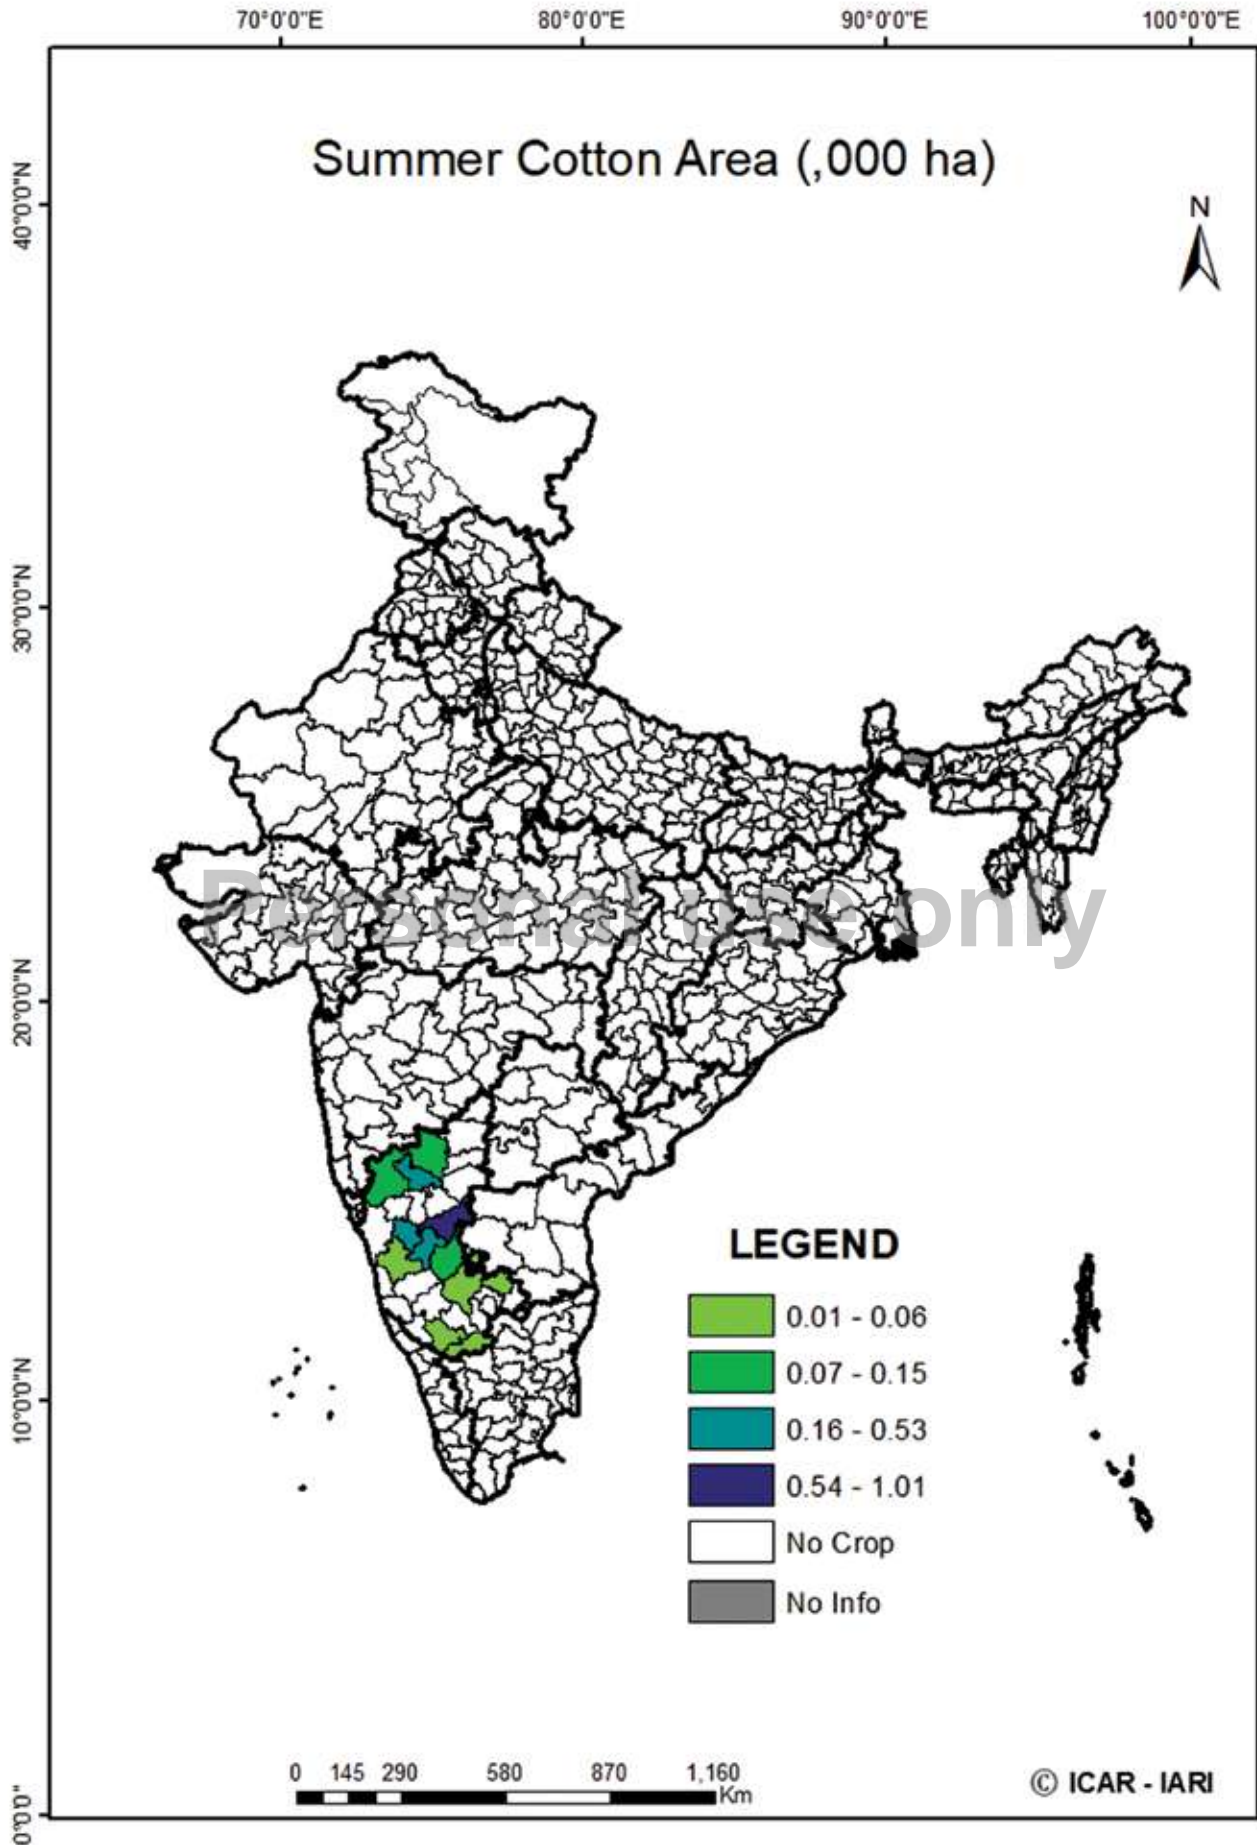 70°0'0"E 80°0'0"E 90°0'0"E 100°0'0"E
Summer Cotton Area (,000 ha)
N
40°0'0"N
30°0'0"N
20°0'0"N
10°0'0"N
0°0'0"
Personal use only
LEGEND
0.01 - 0.06
0.07 - 0.15
0.16 - 0.53
0.54 - 1.01
No Crop
No Info
0 145 290 580 870 1,160
Km
© ICAR - IARI